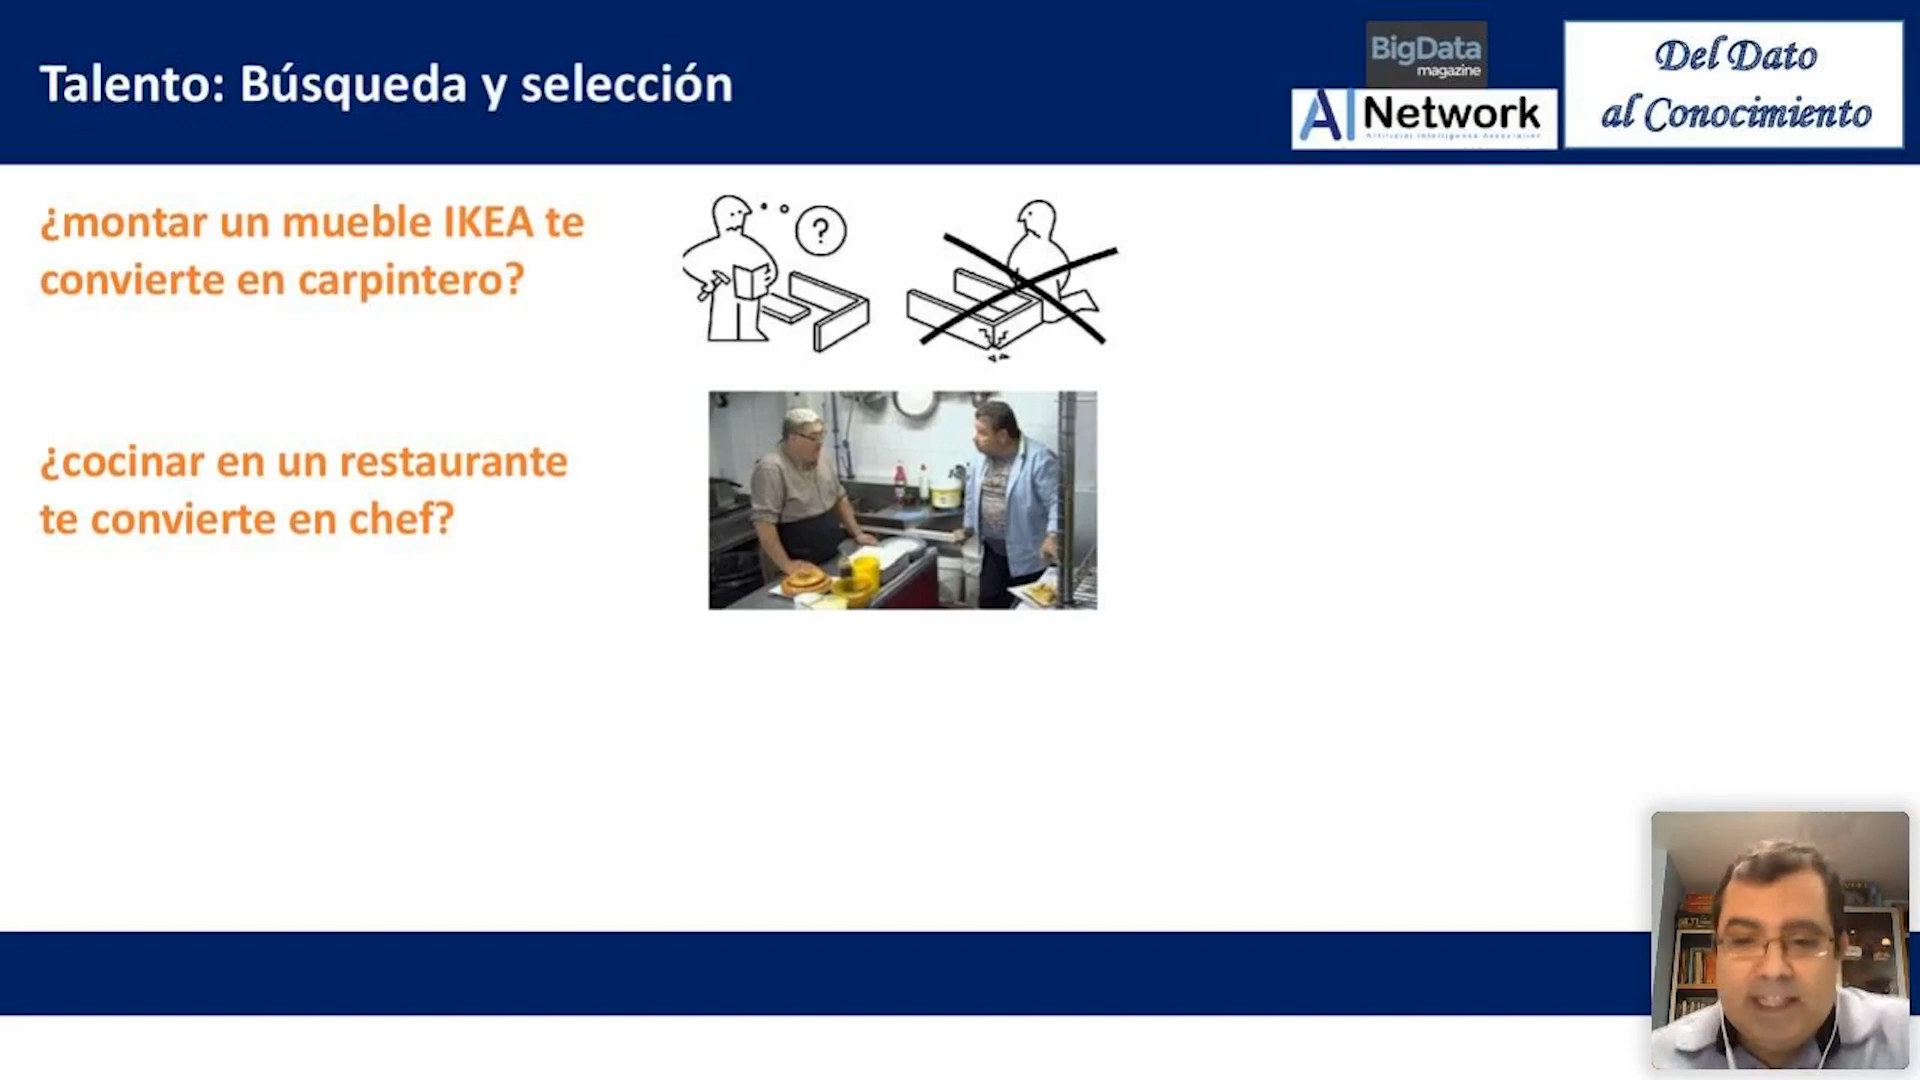 Talento: Búsqueda y selección
BigData
magazine
AI Network
Del Dato
al Conocimiento
¿montar un mueble IKEA te
convierte en carpintero?
?
¿cocinar en un restaurante
te convierte en chef?